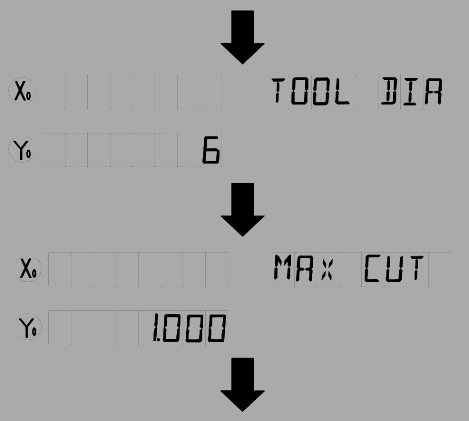 X₀ TOOL DIA
Y₀ 6
X₀ MAX CUT
Y₀ 1.000